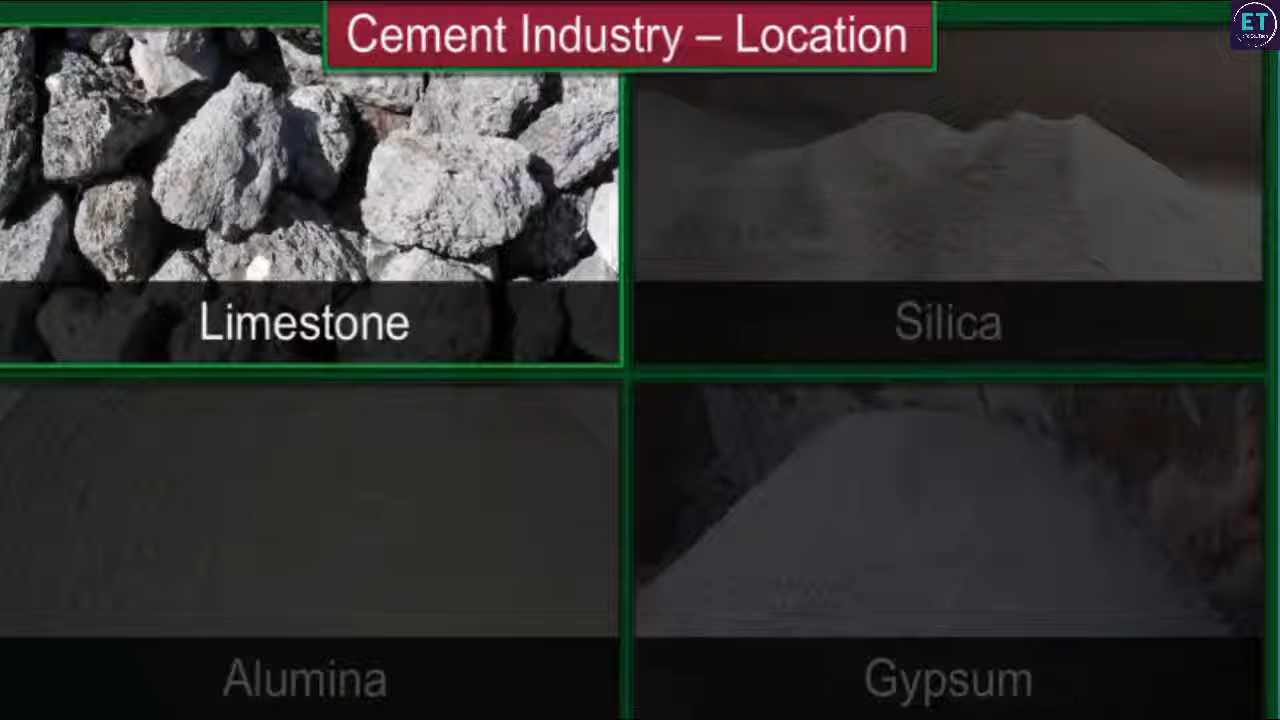 Cement Industry – Location
ET
Limestone
Silica
Alumina
Gypsum